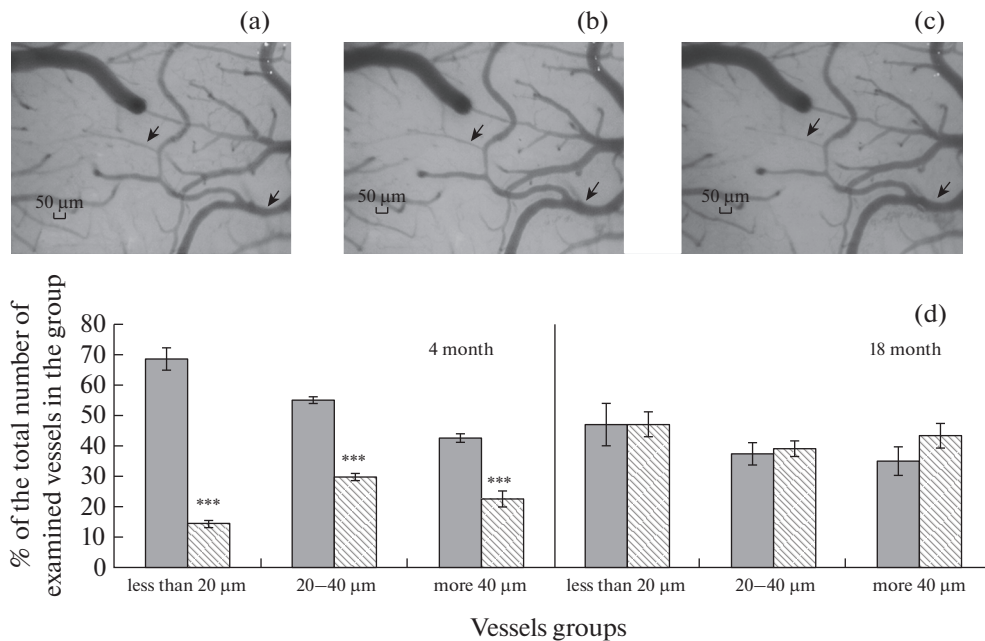 (a)
(b)
(c)
50 μm
50 μm
50 μm
(d)
% of the total number of
examined vessels in the group
80
70
60
50
40
30
20
10
0
4 month
18 month
***
***
***
less than 20 μm
20–40 μm
more 40 μm
less than 20 μm
20–40 μm
more 40 μm
Vessels groups